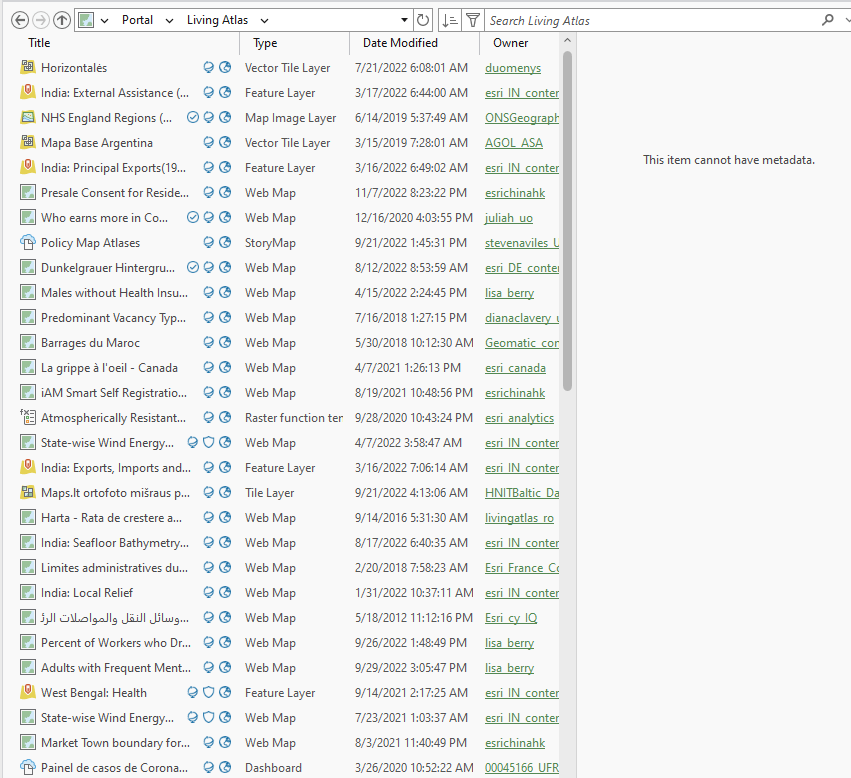 Portal Living Atlas Search Living Atlas
Title Type Date Modified Owner
Horizontalės Vector Tile Layer 7/21/2022 6:08:01 AM duomenys
India: External Assistance (... Feature Layer 3/17/2022 6:44:00 AM esri_IN_conter
NHS England Regions (... Map Image Layer 6/14/2019 5:37:49 AM ONSGeograph
Mapa Base Argentina Vector Tile Layer 3/15/2019 7:28:01 AM AGOL_ASA
This item cannot have metadata.
India: Principal Exports(19... Feature Layer 3/16/2022 6:49:02 AM esri_IN_conter
Presale Consent for Reside... Web Map 11/7/2022 8:23:22 PM esrichinahk
Who earns more in Co... Web Map 12/16/2020 4:03:55 PM juliah_uo
Policy Map Atlases StoryMap 9/21/2022 1:45:31 PM stevenaviles_U
Dunkelgrauer Hintergru... Web Map 8/12/2022 8:53:59 AM esri_DE_conter
Males without Health Insu... Web Map 4/15/2022 2:24:45 PM lisa_berry
Predominant Vacancy Typ... Web Map 7/16/2018 1:27:15 PM dianaclavery_u
Barrages du Maroc Web Map 5/30/2018 10:12:30 AM Geomatic_con
La grippe à l'oeil - Canada Web Map 4/7/2021 1:26:13 PM esri_canada
iAM Smart Self Registratio... Web Map 8/19/2021 10:48:56 PM esrichinahk
Atmospherically Resistant... Raster function ter 9/28/2020 10:43:24 PM esri_analytics
State-wise Wind Energy... Web Map 4/7/2022 3:58:47 AM esri_IN_conter
India: Exports, Imports and... Feature Layer 3/16/2022 7:06:14 AM esri_IN_conter
Maps.lt ortofoto mišraus p... Tile Layer 9/21/2022 4:13:06 AM HNITBaltic_Da
Harta - Rata de crestere a... Web Map 9/14/2016 5:31:30 AM livingatlas_ro
India: Seafloor Bathymetry... Web Map 8/17/2022 6:40:35 AM esri_IN_conter
Limites administratives du... Web Map 2/20/2018 7:58:23 AM Esri_France_Co
India: Local Relief Web Map 1/31/2022 10:37:11 AM esri_IN_conter
وسائل النقل والمواصلات الرئ... Web Map 5/18/2012 11:12:16 PM Esri_cy_IQ
Percent of Workers who Dr... Web Map 9/26/2022 1:48:49 PM lisa_berry
Adults with Frequent Ment... Web Map 9/29/2022 3:05:47 PM lisa_berry
West Bengal: Health Feature Layer 9/14/2021 2:17:25 AM esri_IN_conter
State-wise Wind Energy... Web Map 7/23/2021 1:03:37 AM esri_IN_conter
Market Town boundary for... Web Map 8/3/2021 11:40:49 PM esrichinahk
Painel de casos de Corona... Dashboard 3/26/2020 10:52:22 AM 00045166_UFR